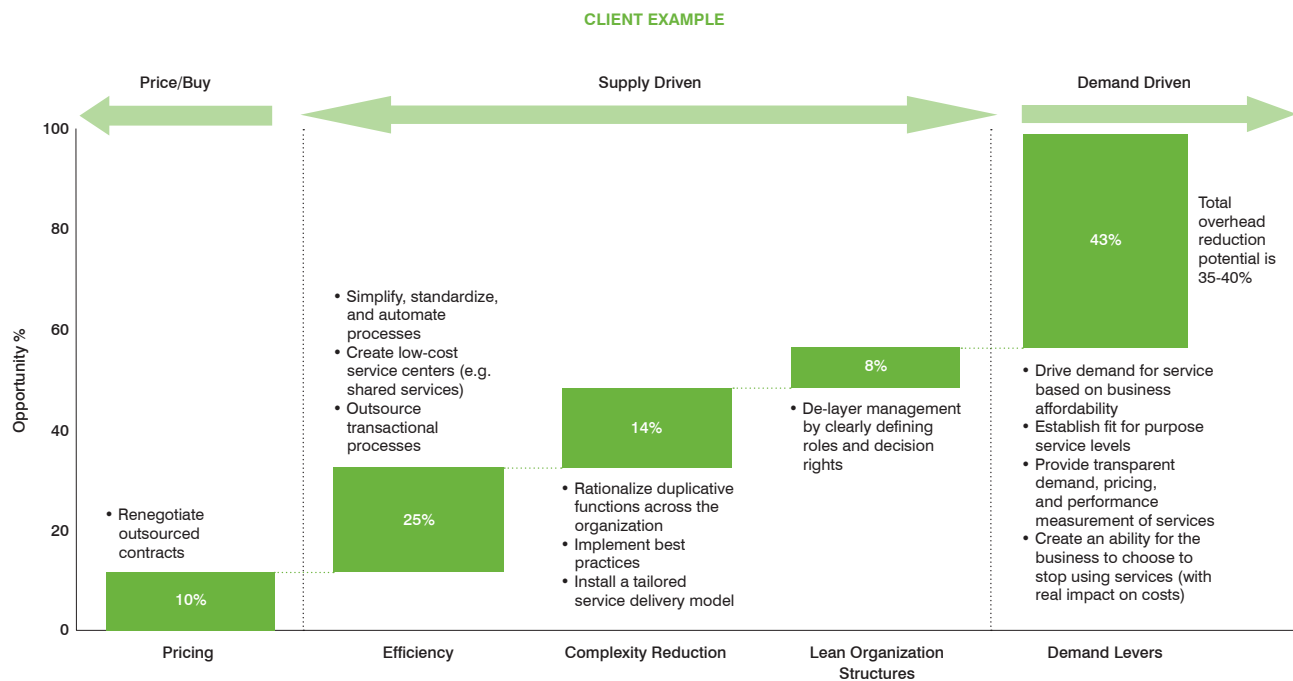 CLIENT EXAMPLE
Price/Buy
Supply Driven
Demand Driven
Opportunity %
100
80
60
40
20
0
• Renegotiate
outsourced
contracts
10%
• Simplify, standardize,
and automate
processes
• Create low-cost
service centers (e.g.
shared services)
• Outsource
transactional
processes
25%
14%
• Rationalize duplicative
functions across the
organization
• Implement best
practices
• Install a tailored
service delivery model
8%
• De-layer management
by clearly defining
roles and decision
rights
43%
Total
overhead
reduction
potential is
35-40%
• Drive demand for service
based on business
affordability
• Establish fit for purpose
service levels
• Provide transparent
demand, pricing,
and performance
measurement of services
• Create an ability for the
business to choose to
stop using services (with
real impact on costs)
Pricing
Efficiency
Complexity Reduction
Lean Organization
Structures
Demand Levers